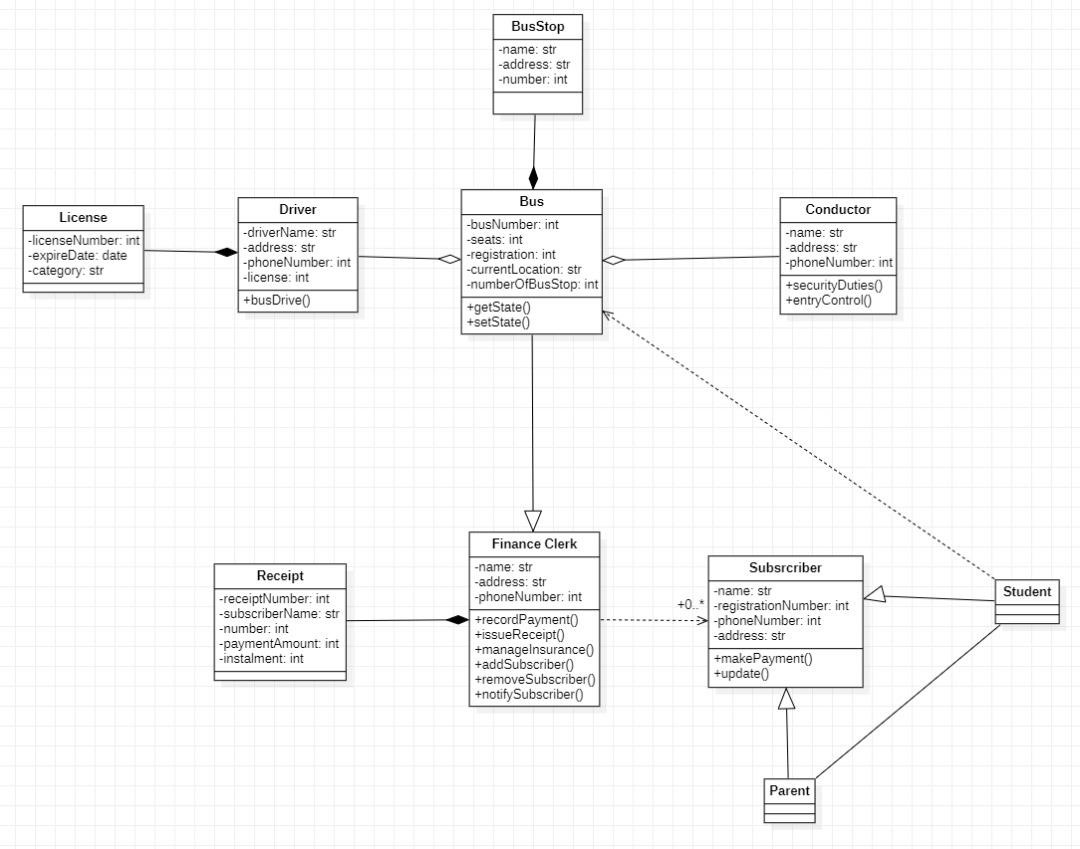 BusStop
-name: str
-address: str
-number: int
License
-licenseNumber: int
-expireDate: date
-category: str
Driver
-driverName: str
-address: str
-phoneNumber: int
-license: int
+busDrive()
Bus
-busNumber: int
-seats: int
-registration: int
-currentLocation: str
-numberOfBusStop: int
+getState()
+setState()
Conductor
-name: str
-address: str
-phoneNumber: int
+securityDuties()
+entryControl()
Receipt
-receiptNumber: int
-subscriberName: str
-number: int
-paymentAmount: int
-instalment: int
Finance Clerk
-name: str
-address: str
-phoneNumber: int
+recordPayment()
+issueReceipt()
+manageInsurance()
+addSubscriber()
+removeSubscriber()
+notifySubscriber()
+0..*
Subsrcriber
-name: str
-registrationNumber: int
-phoneNumber: int
-address: str
+makePayment()
+update()
Student
Parent